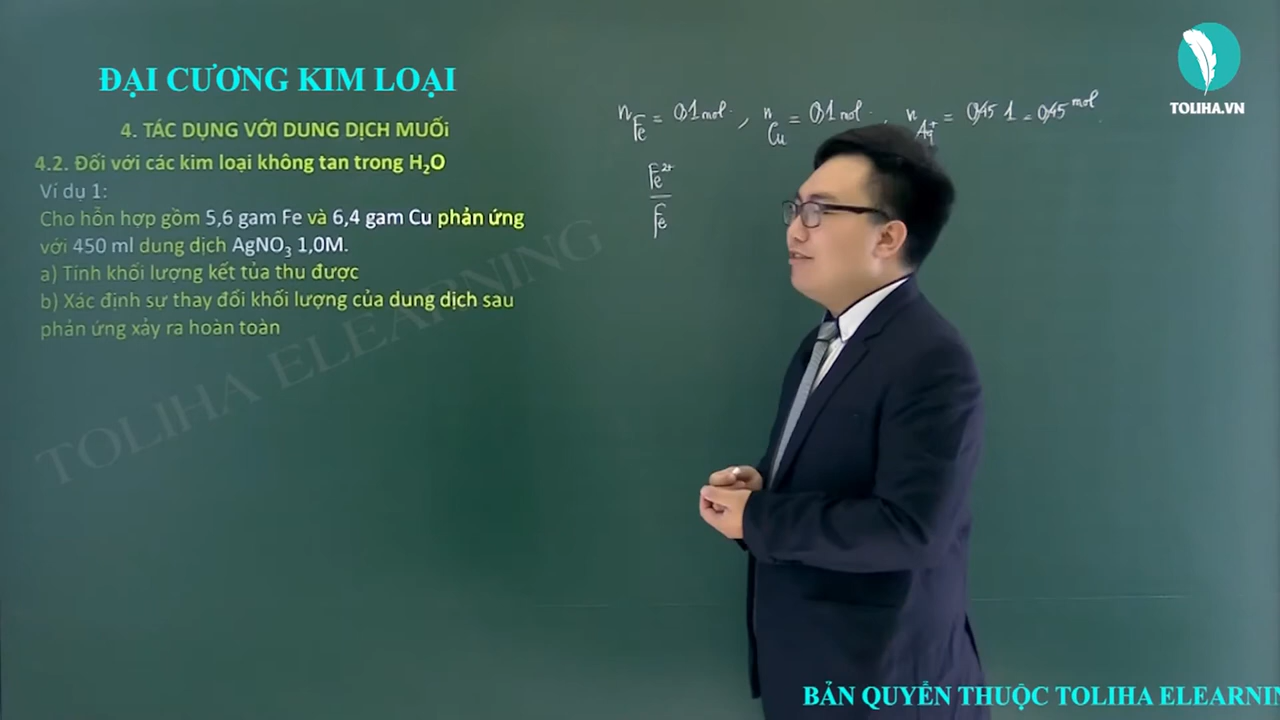 TOLIHA.VN
ĐẠI CƯƠNG KIM LOẠI
4. TÁC DỤNG VỚI DUNG DỊCH MUỐI
4.2. Đối với các kim loại không tan trong H₂O
Ví dụ 1:
Cho hỗn hợp gồm 5,6 gam Fe và 6,4 gam Cu phản ứng
với 450 ml dung dịch AgNO₃ 1,0M.
a) Tính khối lượng kết tủa thu được
b) Xác định sự thay đổi khối lượng của dung dịch sau
phản ứng xảy ra hoàn toàn
n Fe = 0,1 mol, n Cu = 0,1 mol, n Ag⁺ = 0,45 . 1 = 0,45 mol
Fe²⁺
Fe
TOLIHA ELEARNING
BẢN QUYỀN THUỘC TOLIHA ELEARNIN